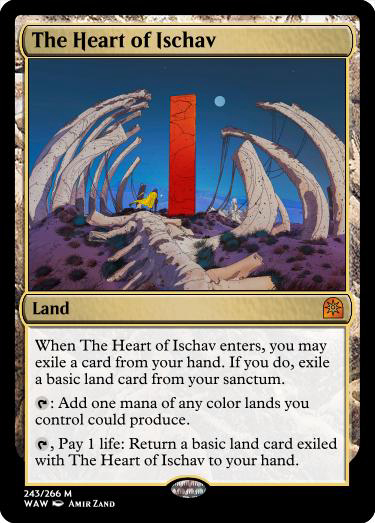 The Heart of Ischav
Land
When The Heart of Ischav enters, you may
exile a card from your hand. If you do, exile
a basic land card from your sanctum.
: Add one mana of any color lands you
control could produce.
, Pay 1 life: Return a basic land card exiled
with The Heart of Ischav to your hand.
243/266 M
WAW Amir Zand